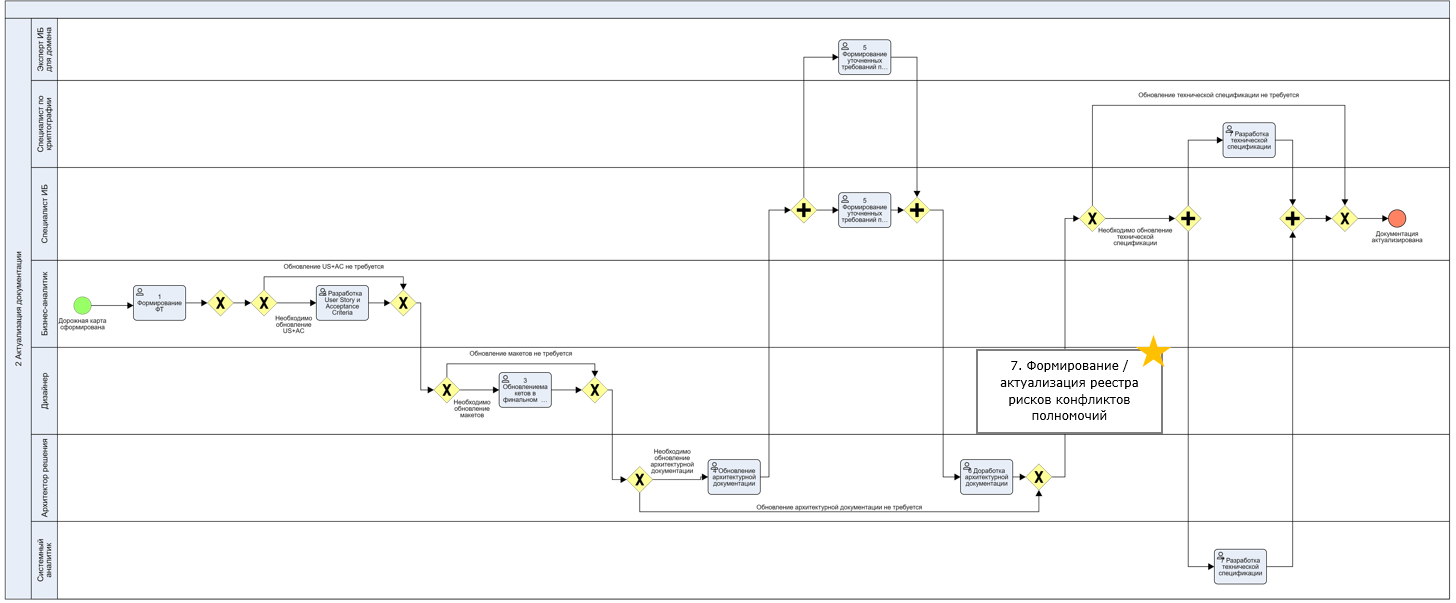 2 Актуализация документации
Эксперт ИБ
для домена
5
Формирование
уточненных
требований п...
Специалист по
криптографии
Обновление технической спецификации не требуется
7 Разработка
технической
спецификации
Специалист ИБ
5
Формирование
уточненных
требований п...
Необходимо обновление
технической
спецификации
Документация
актуализирована
Бизнес-аналитик
Обновление US+AC не требуется
Дорожная карта
сформирована
1
Формирование
ФТ
Необходимо
обновление
US+AC
Разработка
User Story и
Acceptance
Criteria
Дизайнер
Обновление макетов не требуется
Необходимо
обновление
макетов
3
Обновлениема
кетов в
финальном ...
7. Формирование /
актуализация реестра
рисков конфликтов
полномочий
Архитектор решения
Необходимо
обновление
архитектурной
документации
4 Обновление
архитектурной
документации
6 Доработка
архитектурной
документации
Обновление архитектурной документации не требуется
Системный
аналитик
7 Разработка
технической
спецификации